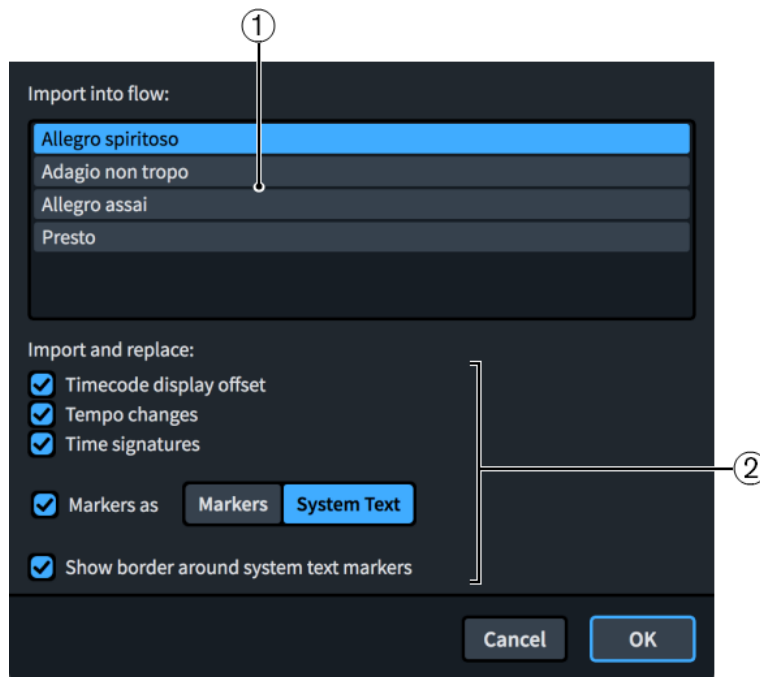 ①
Import into flow:
Allegro spiritoso
Adagio non tropo
Allegro assai
Presto
Import and replace:
Timecode display offset
Tempo changes
Time signatures
②
Markers as Markers System Text
Show border around system text markers
Cancel OK